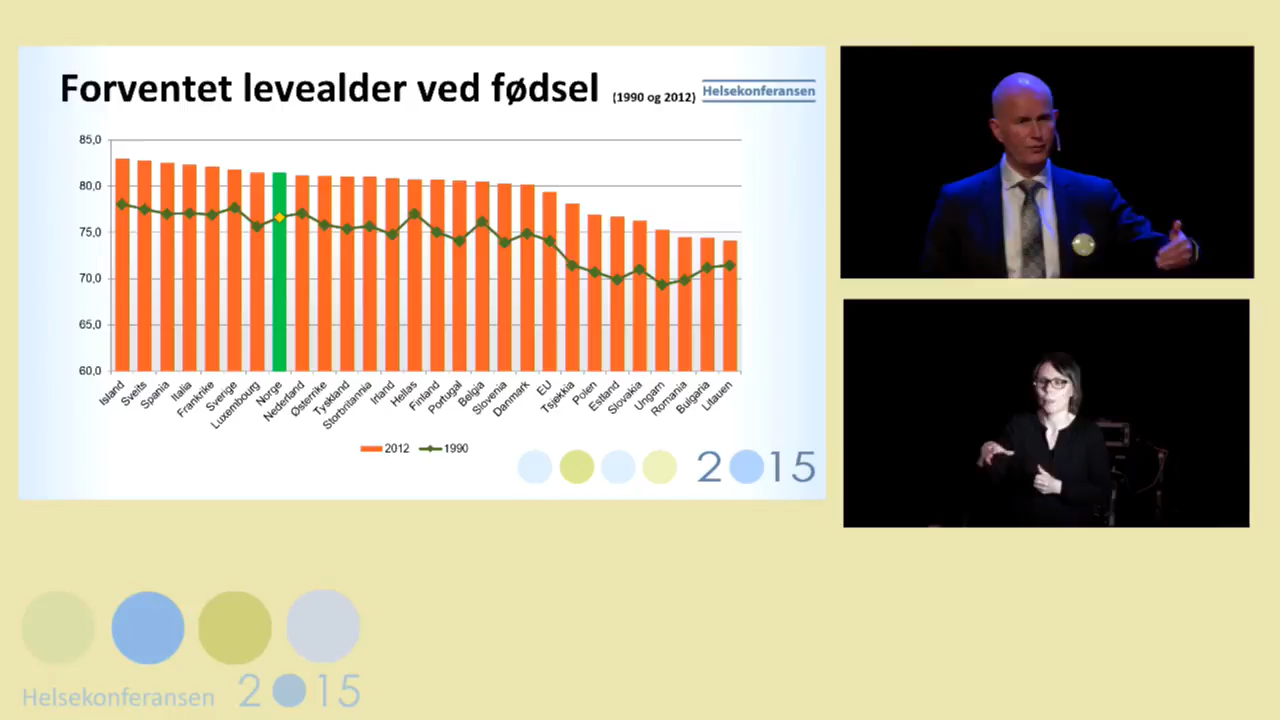 Forventet levealder ved fødsel (1990 og 2012)
Helsekonferansen
85,0
80,0
75,0
70,0
65,0
60,0
Island
Sveits
Spania
Italia
Frankrike
Sverige
Luxembourg
Norge
Nederland
Østerrike
Tyskland
Storbritannia
Irland
Hellas
Finland
Portugal
Belgia
Slovenia
Danmark
EU
Tsjekkia
Polen
Estland
Slovakia
Ungarn
Romania
Bulgaria
Litauen
2012 1990
2015
Helsekonferansen 2015